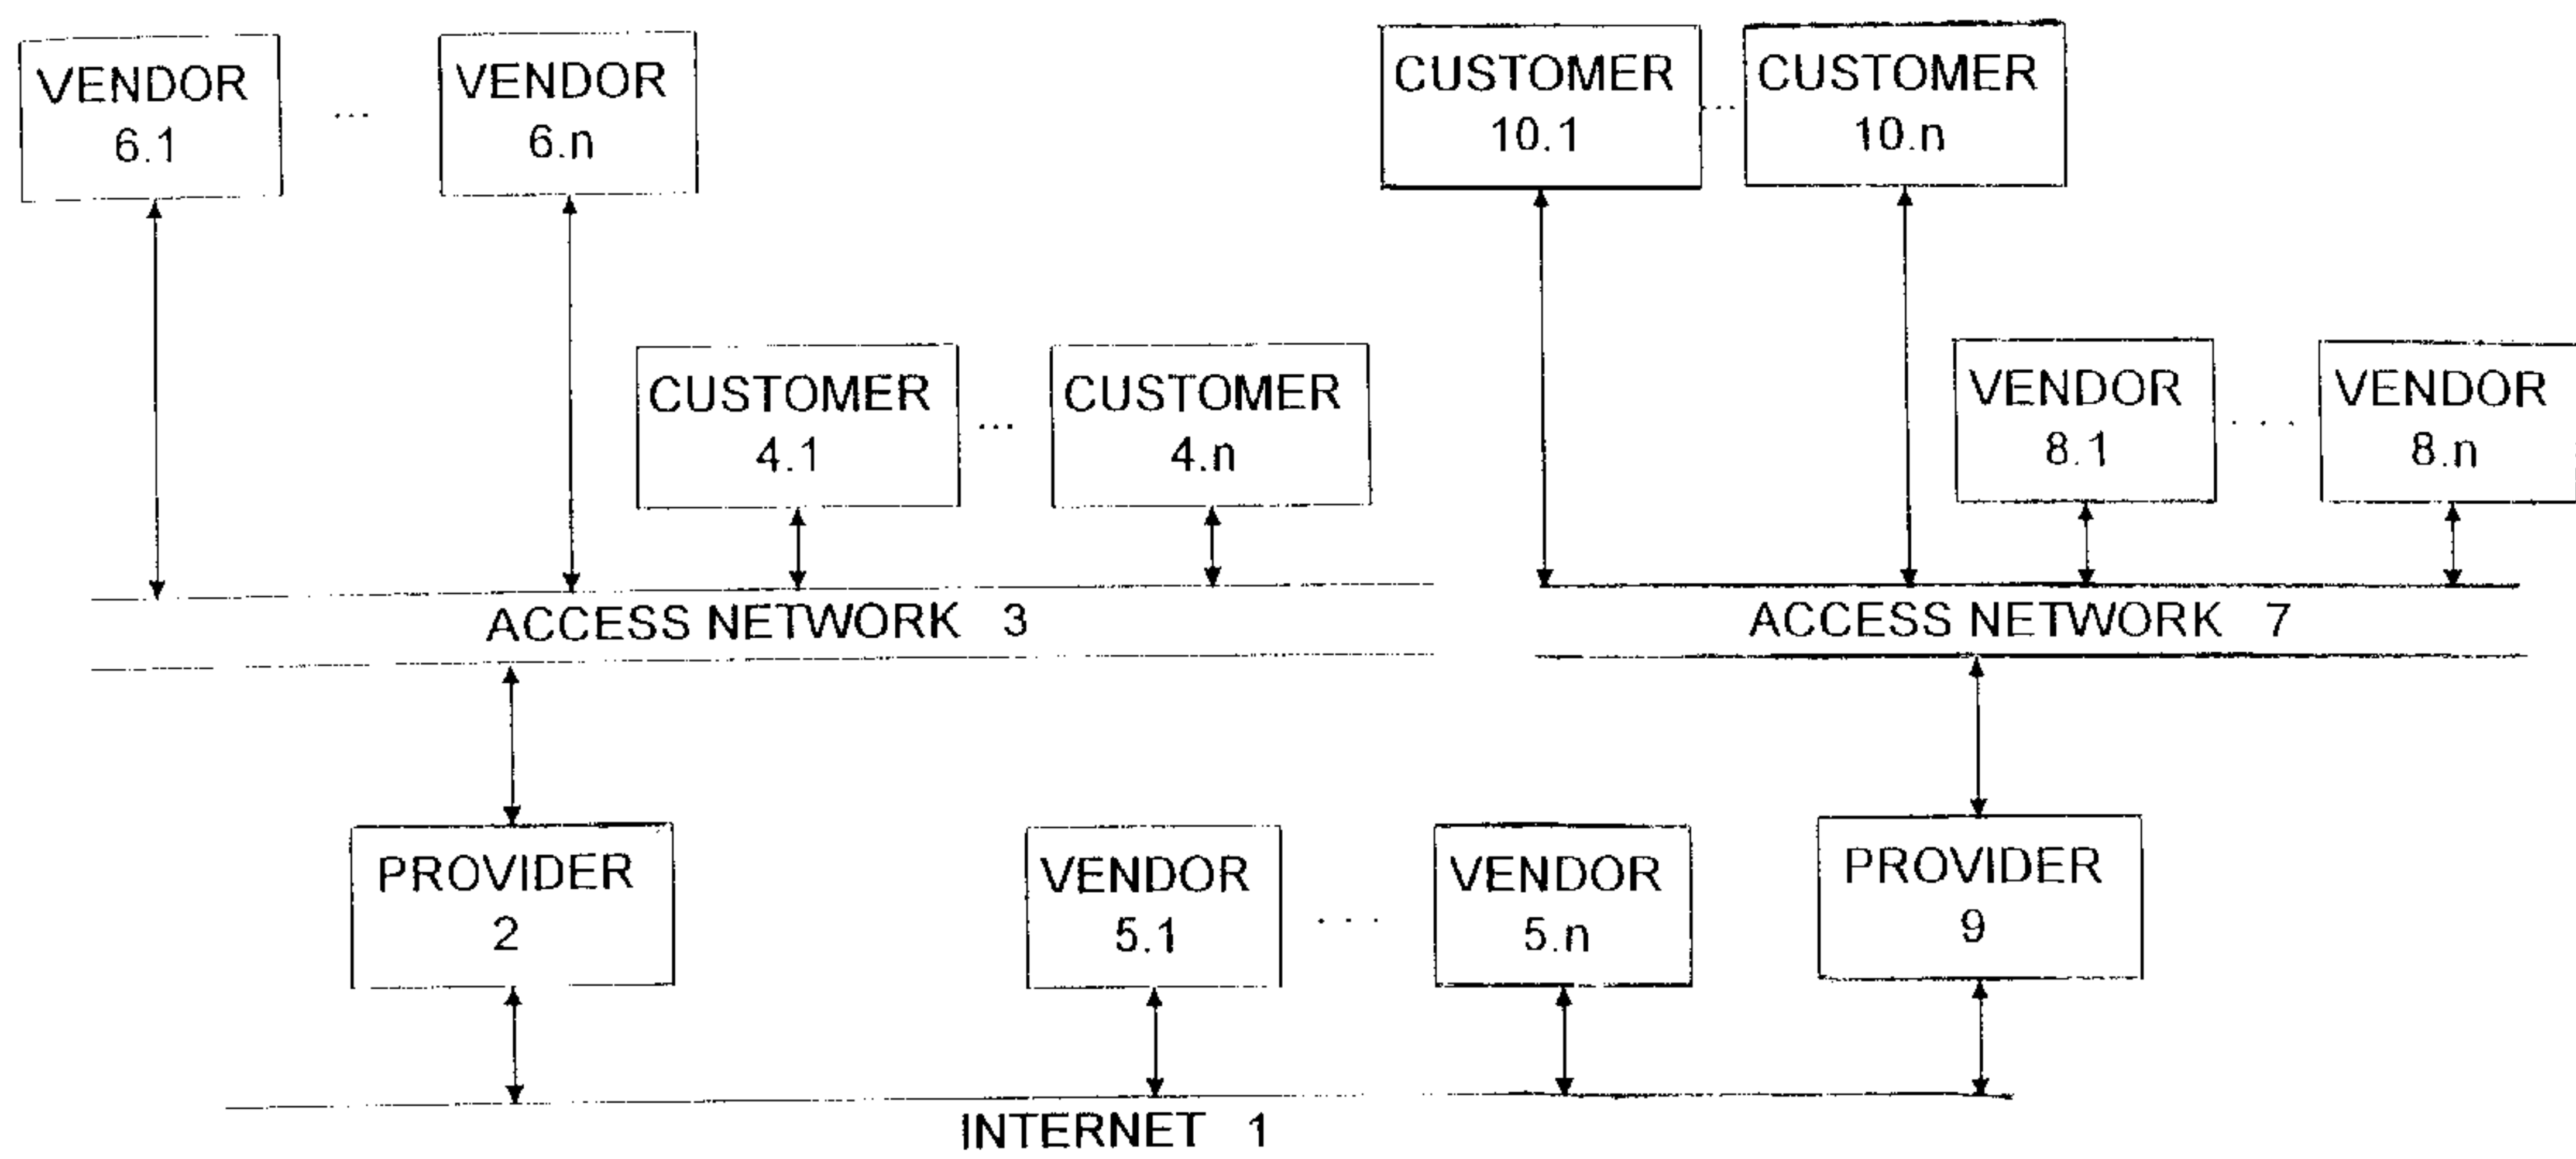 VENDOR
6.1
...
VENDOR
6.n
CUSTOMER
10.1
...
CUSTOMER
10.n
CUSTOMER
4.1
...
CUSTOMER
4.n
VENDOR
8.1
...
VENDOR
8.n
ACCESS NETWORK 3
ACCESS NETWORK 7
PROVIDER
2
VENDOR
5.1
...
VENDOR
5.n
PROVIDER
9
INTERNET 1